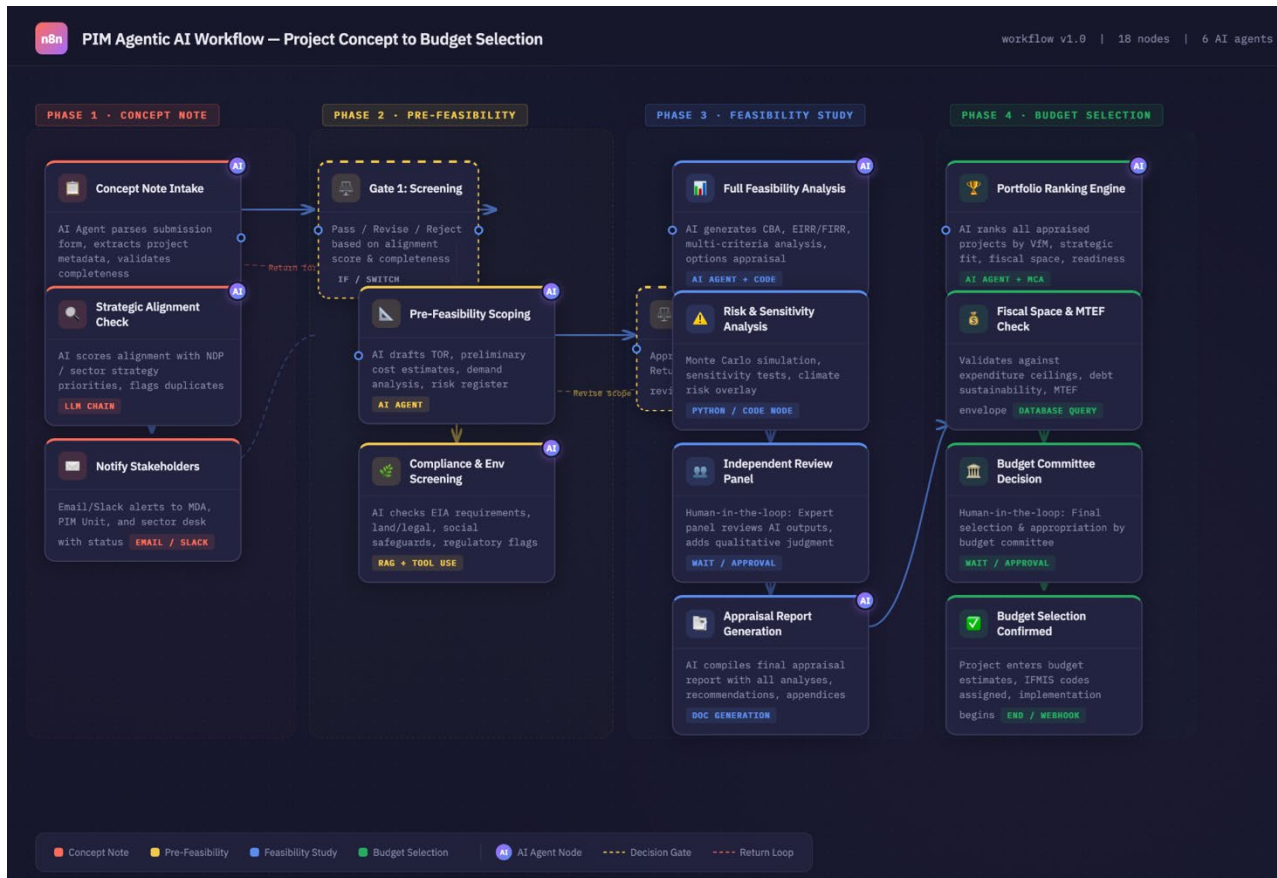 n8n
PIM Agentic AI Workflow — Project Concept to Budget Selection
workflow v1.0 | 18 nodes | 6 AI agents
PHASE 1 · CONCEPT NOTE
PHASE 2 · PRE-FEASIBILITY
PHASE 3 · FEASIBILITY STUDY
PHASE 4 · BUDGET SELECTION
AI
Concept Note Intake
AI Agent parses submission
form, extracts project
metadata, validates
completeness
AI
Strategic Alignment
Check
AI scores alignment with NDP
/ sector strategy
priorities, flags duplicates
LLM CHAIN
Notify Stakeholders
Email/Slack alerts to MDA,
PIM Unit, and sector desk
with status EMAIL / SLACK
Return for
Gate 1: Screening
Pass / Revise / Reject
based on alignment
score & completeness
IF / SWITCH
AI
Pre-Feasibility Scoping
AI drafts TOR, preliminary
cost estimates, demand
analysis, risk register
AI AGENT
AI
Compliance & Env
Screening
AI checks EIA requirements,
land/legal, social
safeguards, regulatory flags
RAG + TOOL USE
Revise scope
AI
Full Feasibility Analysis
AI generates CBA, EIRR/FIRR,
multi-criteria analysis,
options appraisal
AI AGENT + CODE
Risk & Sensitivity
Analysis
Monte Carlo simulation,
sensitivity tests, climate
risk overlay
PYTHON / CODE NODE
Independent Review
Panel
Human-in-the-loop: Expert
panel reviews AI outputs,
adds qualitative judgment
WAIT / APPROVAL
AI
Appraisal Report
Generation
AI compiles final appraisal
report with all analyses,
recommendations, appendices
DOC GENERATION
AI
Portfolio Ranking Engine
AI ranks all appraised
projects by VfM, strategic
fit, fiscal space, readiness
AI AGENT + MCA
Fiscal Space & MTEF
Check
Validates against
expenditure ceilings, debt
sustainability, MTEF
envelope DATABASE QUERY
Budget Committee
Decision
Human-in-the-loop: Final
selection & appropriation by
budget committee
WAIT / APPROVAL
Budget Selection
Confirmed
Project enters budget
estimates, IFMIS codes
assigned, implementation
begins END / WEBHOOK
Concept Note
Pre-Feasibility
Feasibility Study
Budget Selection
AI AI Agent Node
Decision Gate
Return Loop